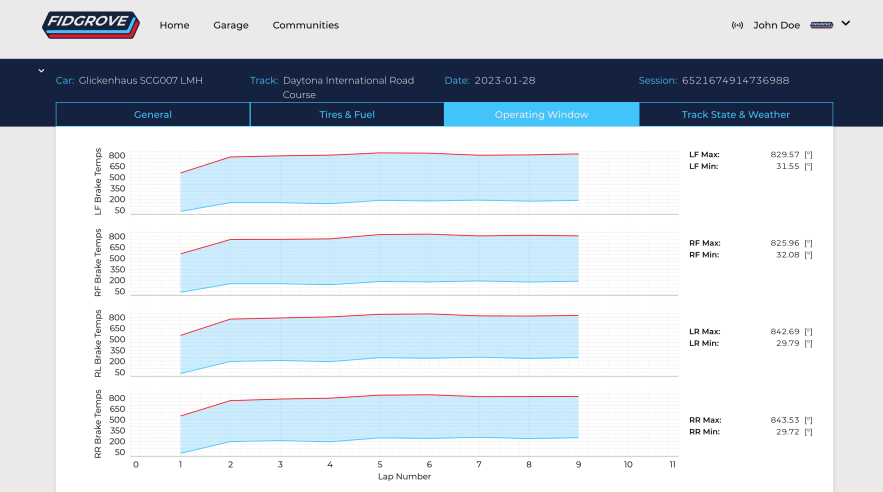 FIDGROVE Home Garage Communities John Doe FIDGROVE
Car: Glickenhaus SCG007 LMH Track: Daytona International Road Date: 2023-01-28 Session: 6521674914736988
Course
General Tires & Fuel Operating Window Track State & Weather
LF Brake Temps
800
650
500
350
200
50
LF Max: 829.57 [°]
LF Min: 31.55 [°]
RF Brake Temps
800
650
500
350
200
50
RF Max: 825.96 [°]
RF Min: 32.08 [°]
RL Brake Temps
800
650
500
350
200
50
LR Max: 842.69 [°]
LR Min: 29.79 [°]
RR Brake Temps
800
650
500
350
200
50
RR Max: 843.53 [°]
RR Min: 29.72 [°]
0 1 2 3 4 5 6 7 8 9 10 11
Lap Number